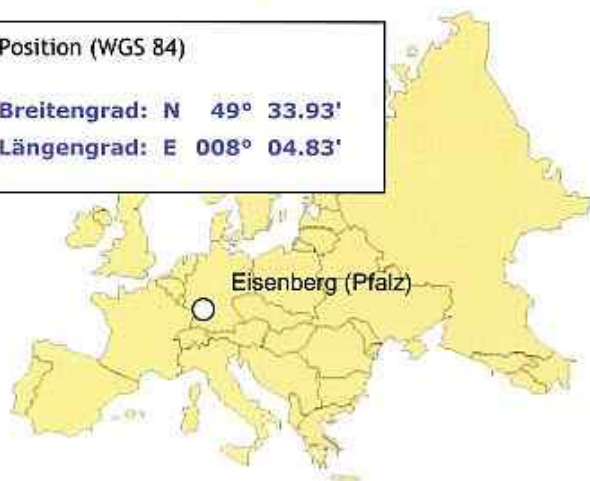 Position (WGS 84)
Breitengrad: N 49° 33.93'
Längengrad: E 008° 04.83'
Eisenberg (Pfalz)